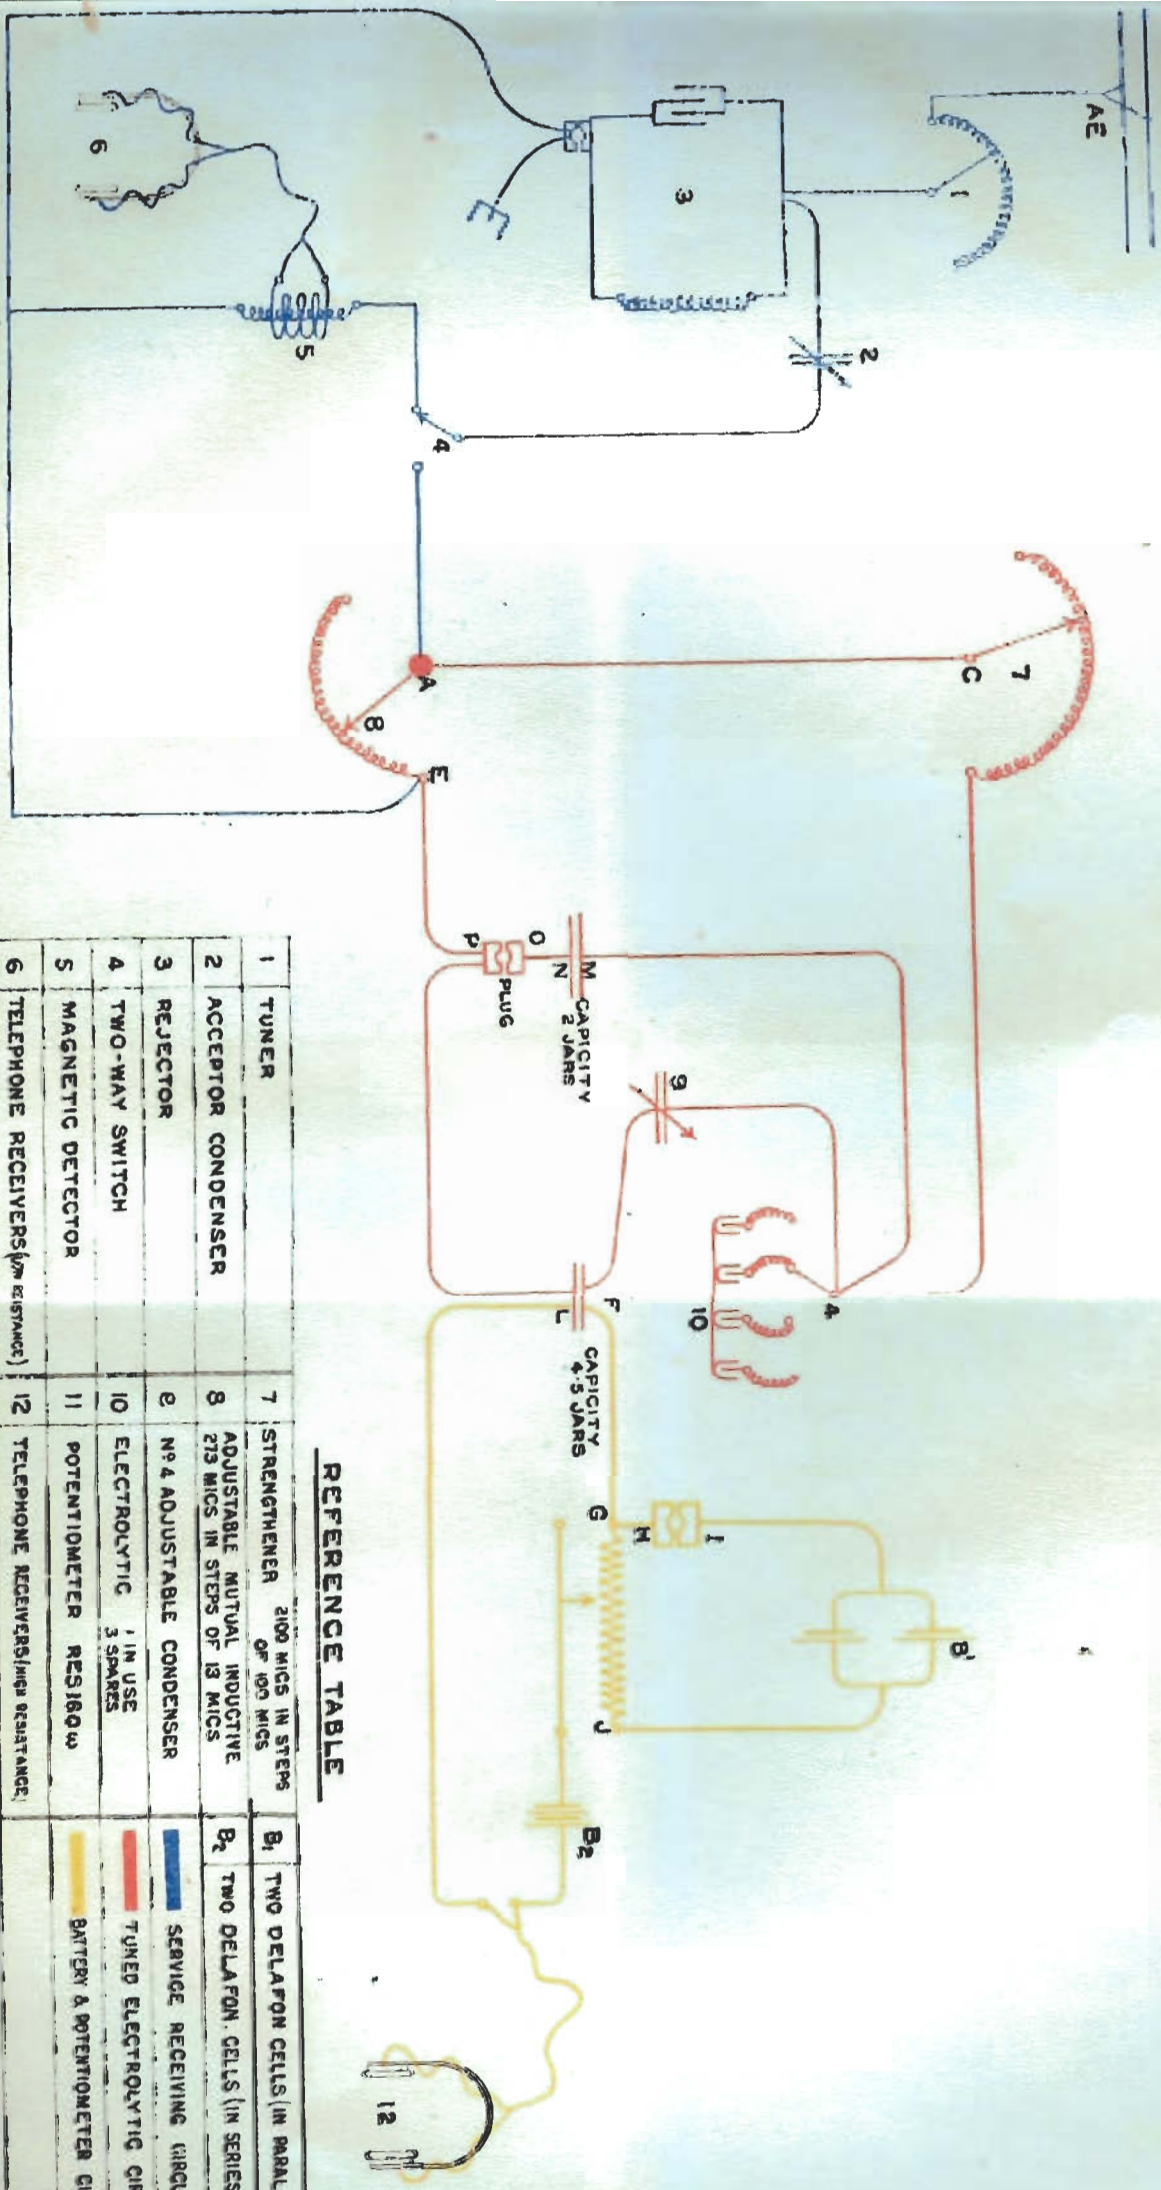 AE
1
2
3
4
5
6
E
7
C
A
8
E
P
O
N
M
PLUG
CAPICITY
2 JARS
9
4
10
F
L
CAPICITY
4·5 JARS
G
H
I
J
B'
B2
12
REFERENCE TABLE
1 TUNER
2 ACCEPTOR CONDENSER
3 REJECTOR
4 TWO-WAY SWITCH
5 MAGNETIC DETECTOR
6 TELEPHONE RECEIVERS
7 STRENGTHENER 2100 MICS IN STEPS
OF 100 MICS
8 ADJUSTABLE MUTUAL INDUCTIVE
273 MICS IN STEPS OF 13 MICS
9 Nº 4 ADJUSTABLE CONDENSER
10 ELECTROLYTIC 1 IN USE
3 SPARES
11 POTENTIOMETER RES 160 ω
12 TELEPHONE RECEIVERS (HIGH RESISTANCE)
B1 TWO DELAFON CELLS (IN PARAL
B2 TWO DELAFON. CELLS (IN SERIES
SERVICE RECEIVING CIRCU
TUNED ELECTROLYTIC CIR
BATTERY & POTENTIOMETER CI